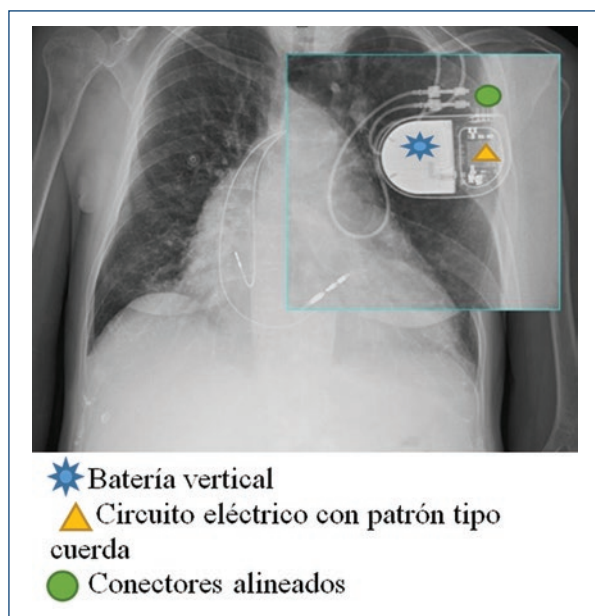 Batería vertical
Circuito eléctrico con patrón tipo
cuerda
Conectores alineados